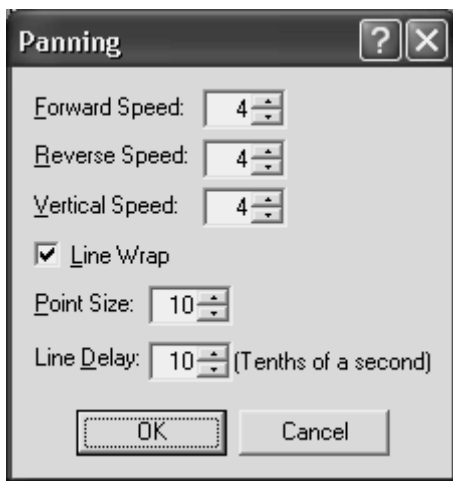 Panning
Forward Speed: 4
Reverse Speed: 4
Vertical Speed: 4
Line Wrap
Point Size: 10
Line Delay: 10 (Tenths of a second)
OK Cancel